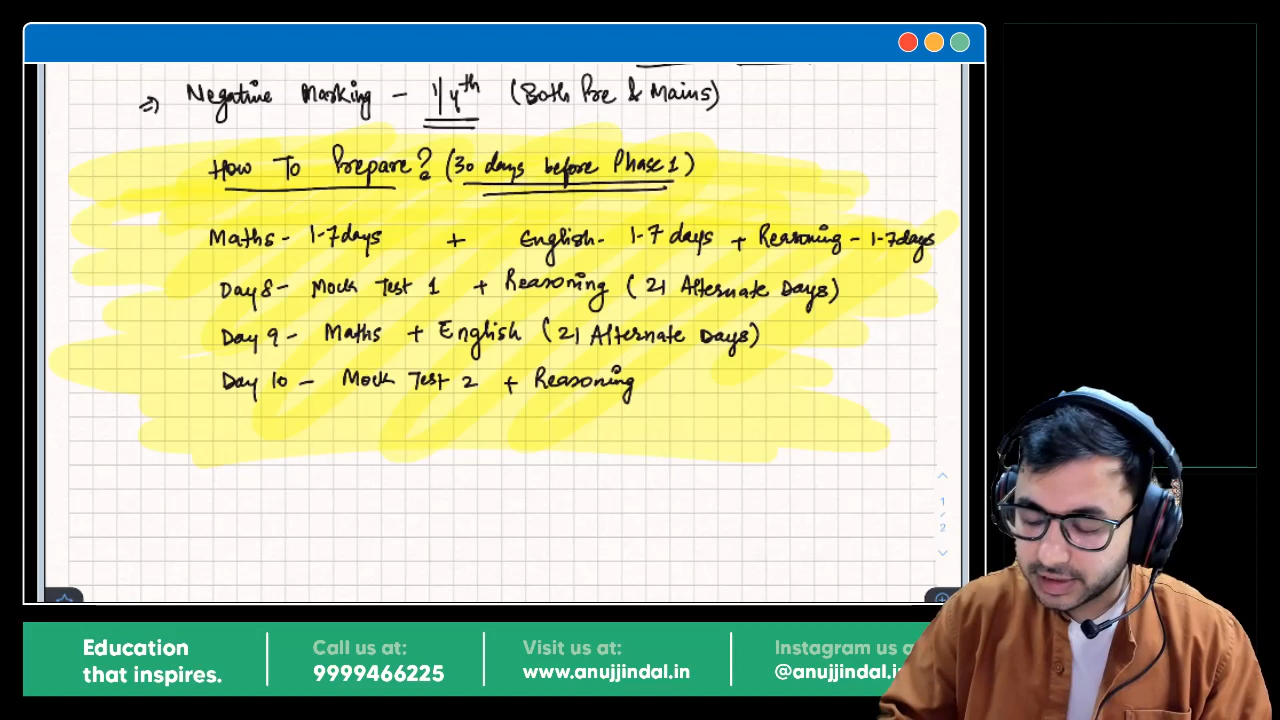 => Negative Marking - 1/4th (Both Pre & Mains)
How To Prepare? (30 days before Phase 1)
Maths- 1-7 days + English- 1-7 days + Reasoning - 1-7days
Day 8- Mock Test 1 + Reasoning (21 Alternate Days)
Day 9- Maths + English (21 Alternate Days)
Day 10 - Mock Test 2 + Reasoning
1
/
2
Education
that inspires.
Call us at:
9999466225
Visit us at:
www.anujjindal.in
Instagram us a
@anujjindal.i